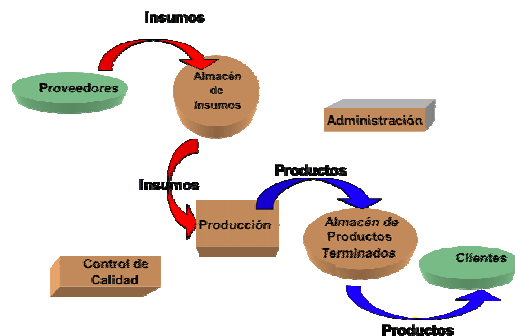 Insumos
Proveedores
Almacén
de
Insumos
Administración
Insumos
Productos
Producción
Almacén de
Productos
Terminados
Clientes
Control de
Calidad
Productos